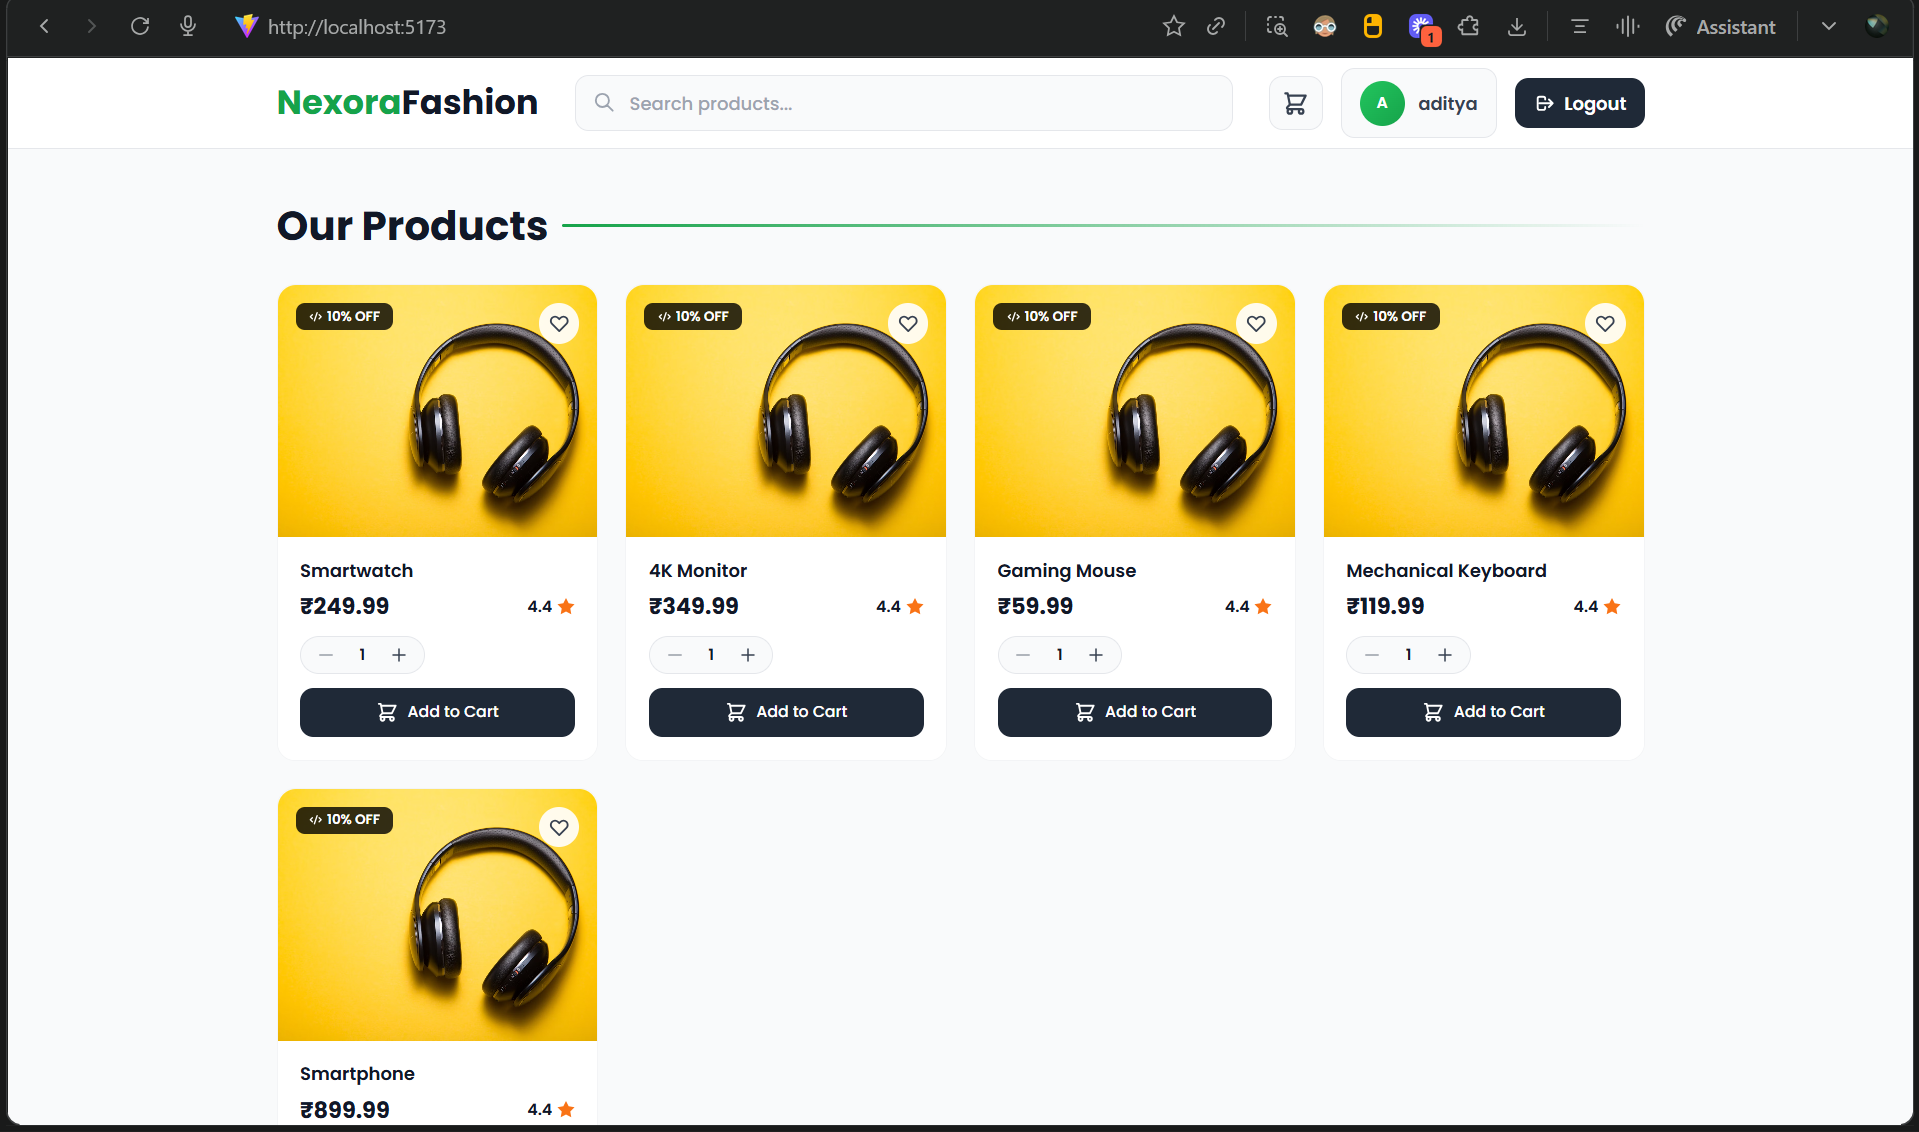 http://localhost:5173
1
Assistant
NexoraFashion
Search products...
A
aditya
Logout
Our Products
</> 10% OFF
</> 10% OFF
</> 10% OFF
</> 10% OFF
Smartwatch
₹249.99
4.4
1
Add to Cart
4K Monitor
₹349.99
4.4
1
Add to Cart
Gaming Mouse
₹59.99
4.4
1
Add to Cart
Mechanical Keyboard
₹119.99
4.4
1
Add to Cart
</> 10% OFF
Smartphone
₹899.99
4.4